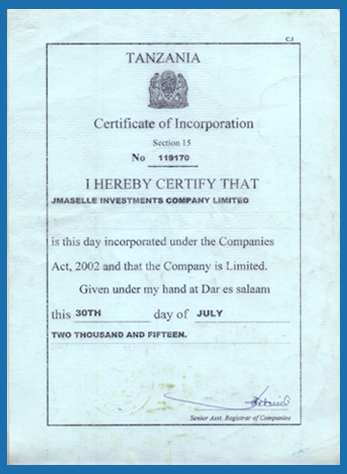 C.3
TANZANIA
Certificate of Incorporation
Section 15
No 119170
I HEREBY CERTIFY THAT
JMASELLE INVESTMENTS COMPANY LIMITED
is this day incorporated under the Companies
Act, 2002 and that the Company is Limited.
Given under my hand at Dar es salaam
this 30TH day of JULY
TWO THOUSAND AND FIFTEEN.
Senior Asst. Registrar of Companies